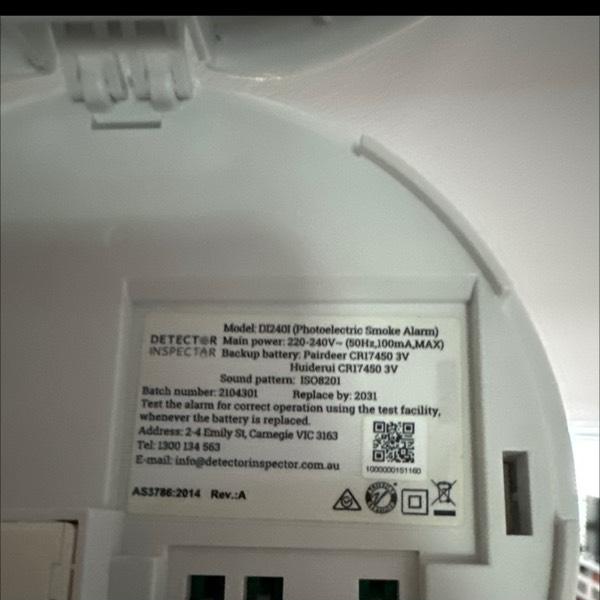 Model: DI240I (Photoelectric Smoke Alarm)
DETECTOR Main power: 220-240V~ (50Hz,100mA,MAX)
INSPECTAR Backup battery: Pairdeer CR17450 3V
Huiderui CR17450 3V
Sound pattern: ISO8201
Batch number: 2104301 Replace by: 2031
Test the alarm for correct operation using the test facility,
whenever the battery is replaced.
Address: 2-4 Emily St, Carnegie VIC 3163
Tel: 1300 134 563
E-mail: info@detectorinspector.com.au
1000000151160
AS3786:2014 Rev.:A